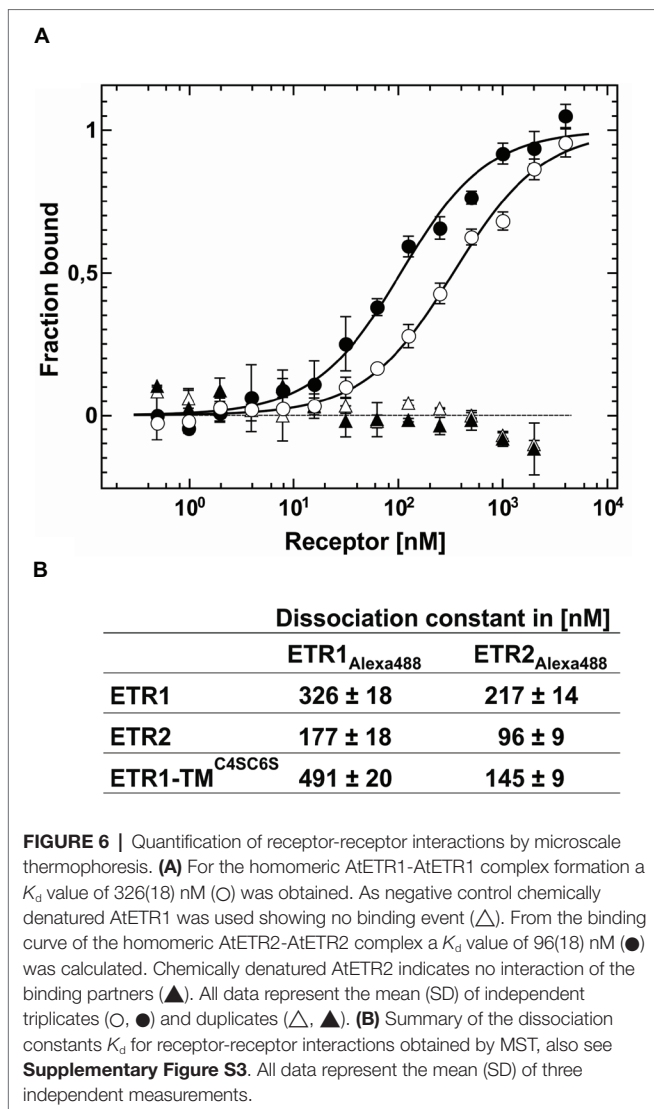 A
Fraction bound
1
0,5
0
10⁰
10¹
10²
10³
10⁴
Receptor [nM]
B
Dissociation constant in [nM]
ETR1Alexa488 ETR2Alexa488
ETR1 326 ± 18 217 ± 14
ETR2 177 ± 18 96 ± 9
ETR1-TM^C4SC6S 491 ± 20 145 ± 9
FIGURE 6 | Quantification of receptor-receptor interactions by microscale
thermophoresis. (A) For the homomeric AtETR1-AtETR1 complex formation a
Kd value of 326(18) nM (○) was obtained. As negative control chemically
denatured AtETR1 was used showing no binding event (△). From the binding
curve of the homomeric AtETR2-AtETR2 complex a Kd value of 96(18) nM (●)
was calculated. Chemically denatured AtETR2 indicates no interaction of the
binding partners (▲). All data represent the mean (SD) of independent
triplicates (○, ●) and duplicates (△, ▲). (B) Summary of the dissociation
constants Kd for receptor-receptor interactions obtained by MST, also see
Supplementary Figure S3. All data represent the mean (SD) of three
independent measurements.